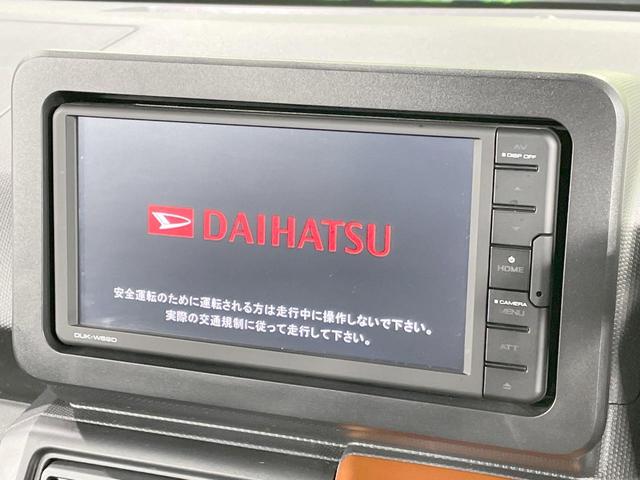 AV
DISP OFF
DAIHATSU
HOME
安全運転のために運転される方は走行中に操作しないで下さい。
実際の交通規制に従って走行して下さい。
CAMERA
MENU
DUK-W69D
ATT